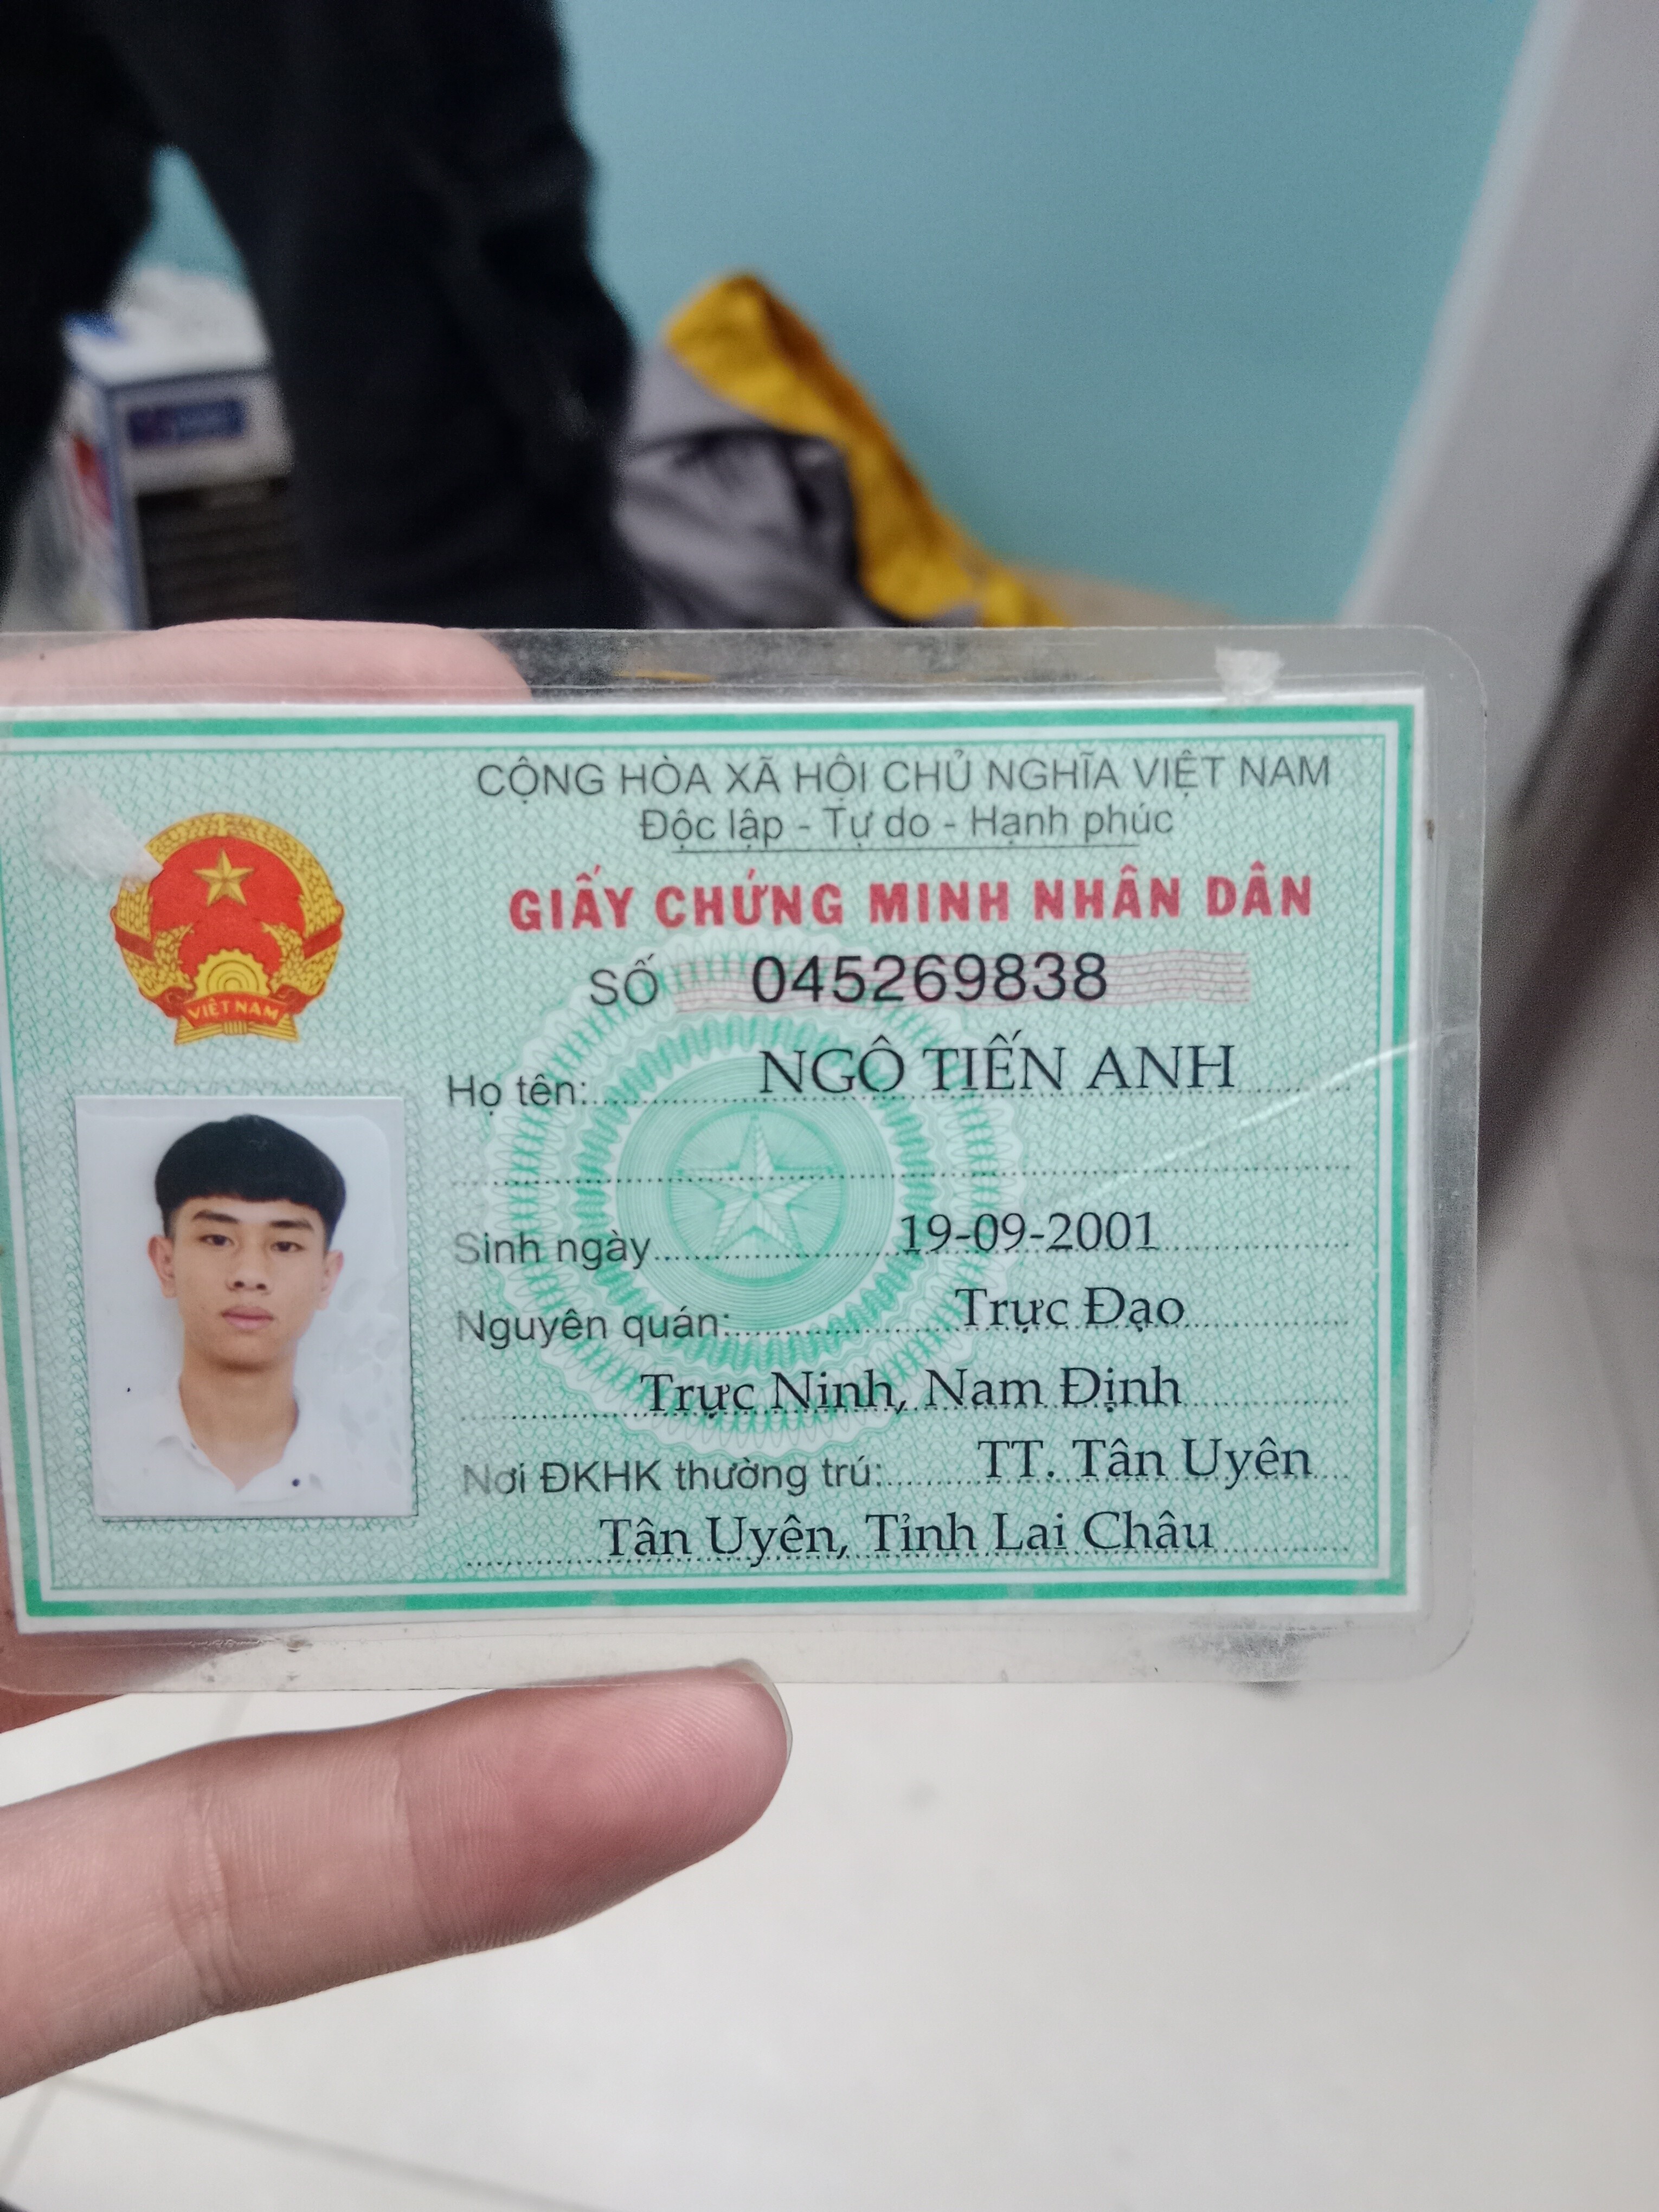 CỘNG HÒA XÃ HỘI CHỦ NGHĨA VIỆT NAM
Độc lập - Tự do - Hạnh phúc
GIẤY CHỨNG MINH NHÂN DÂN
SỐ 045269838
VIỆT NAM
Họ tên: NGÔ TIẾN ANH
Sinh ngày 19-09-2001
Nguyên quán: Trực Đạo
Trực Ninh, Nam Định
Nơi ĐKHK thường trú: TT. Tân Uyên
Tân Uyên, Tỉnh Lai Châu